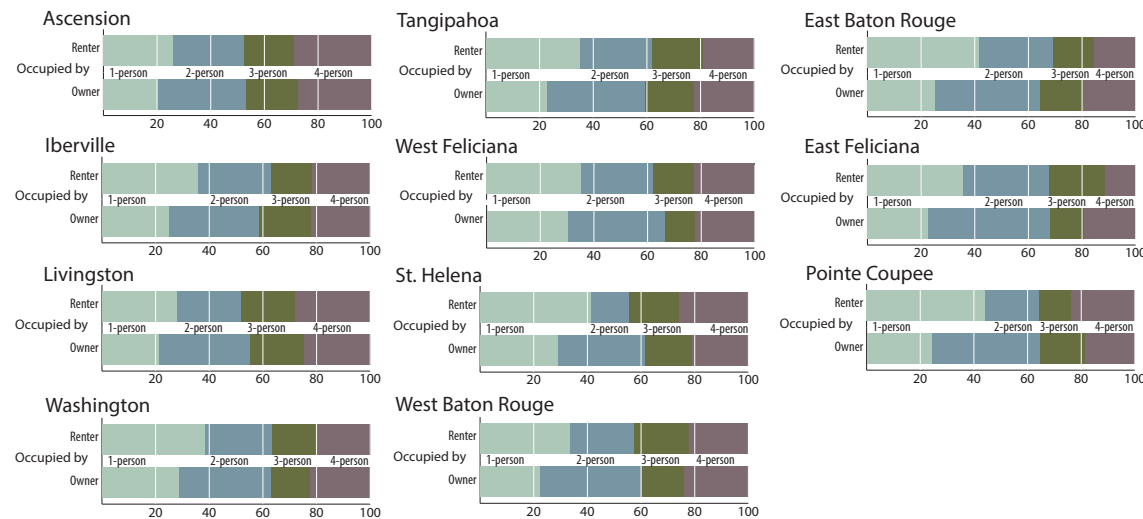 Ascension
Renter
Occupied by
1-person 2-person 3-person 4-person
Owner
20 40 60 80 100
Tangipahoa
Renter
Occupied by
1-person 2-person 3-person 4-person
Owner
20 40 60 80 100
East Baton Rouge
Renter
Occupied by
1-person 2-person 3-person 4-person
Owner
20 40 60 80 100
Iberville
Renter
Occupied by
1-person 2-person 3-person 4-person
Owner
20 40 60 80 100
West Feliciana
Renter
Occupied by
1-person 2-person 3-person 4-person
Owner
20 40 60 80 100
East Feliciana
Renter
Occupied by
1-person 2-person 3-person 4-person
Owner
20 40 60 80 100
Livingston
Renter
Occupied by
1-person 2-person 3-person 4-person
Owner
20 40 60 80 100
St. Helena
Renter
Occupied by
1-person 2-person 3-person 4-person
Owner
20 40 60 80 100
Pointe Coupee
Renter
Occupied by
1-person 2-person 3-person 4-person
Owner
20 40 60 80 100
Washington
Renter
Occupied by
1-person 2-person 3-person 4-person
Owner
20 40 60 80 100
West Baton Rouge
Renter
Occupied by
1-person 2-person 3-person 4-person
Owner
20 40 60 80 100